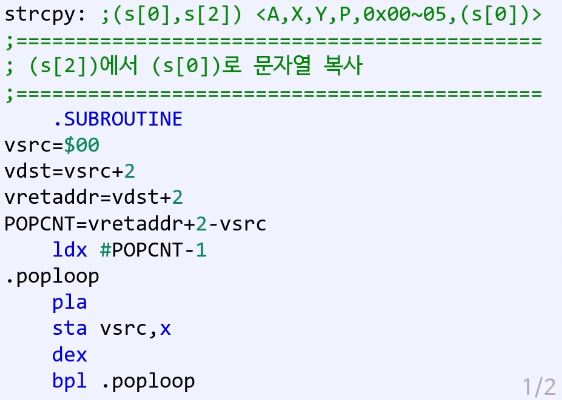 strcpy: ;(s[0],s[2]) <A,X,Y,P,0x00~05,(s[0])>
;============================================
; (s[2])에서 (s[0])로 문자열 복사
;============================================
    .SUBROUTINE
vsrc=$00
vdst=vsrc+2
vretaddr=vdst+2
POPCNT=vretaddr+2-vsrc
    ldx #POPCNT-1
.poploop
    pla
    sta vsrc,x
    dex
    bpl .poploop
1/2